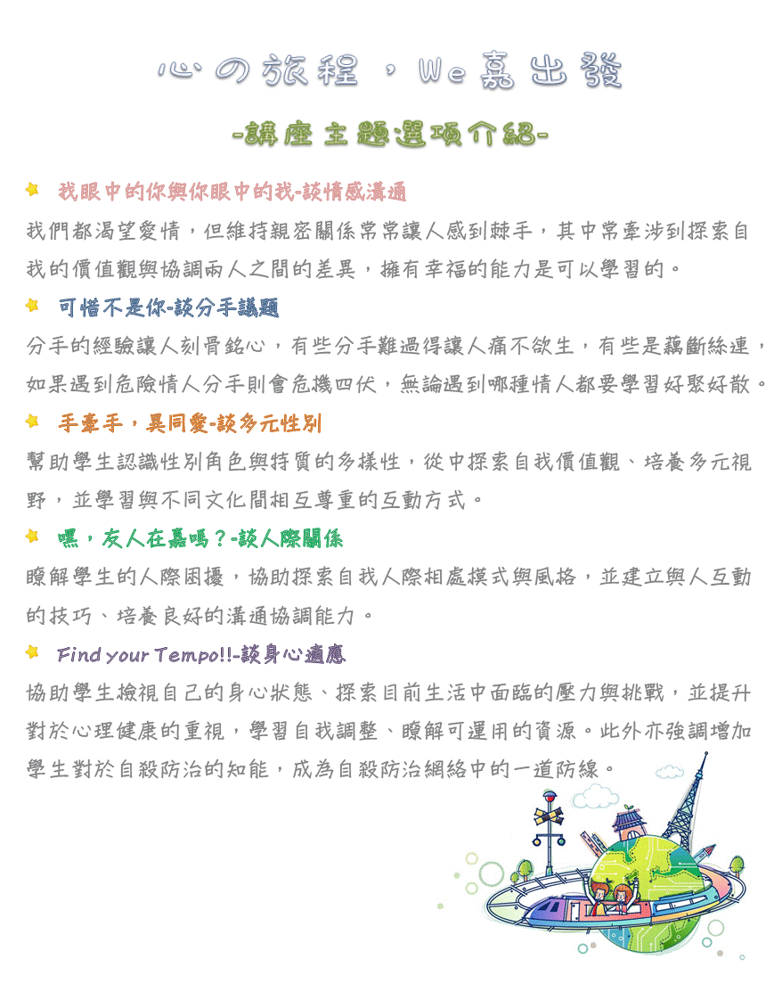 心の旅程，We嘉出發
-講座主題選項介紹-
我眼中的你與你眼中的我-談情感溝通
我們都渴望愛情，但維持親密關係常常讓人感到棘手，其中常牽涉到探索自
我的價值觀與協調兩人之間的差異，擁有幸福的能力是可以學習的。
可惜不是你-談分手議題
分手的經驗讓人刻骨銘心，有些分手難過得讓人痛不欲生，有些是藕斷絲連，
如果遇到危險情人分手則會危機四伏，無論遇到哪種情人都要學習好聚好散。
手牽手，異同愛-談多元性別
幫助學生認識性別角色與特質的多樣性，從中探索自我價值觀、培養多元視
野，並學習與不同文化間相互尊重的互動方式。
嘿，友人在嘉嗎？-談人際關係
瞭解學生的人際困擾，協助探索自我人際相處模式與風格，並建立與人互動
的技巧、培養良好的溝通協調能力。
Find your Tempo!!-談身心適應
協助學生檢視自己的身心狀態、探索目前生活中面臨的壓力與挑戰，並提升
對於心理健康的重視，學習自我調整、瞭解可運用的資源。此外亦強調增加
學生對於自殺防治的知能，成為自殺防治網絡中的一道防線。